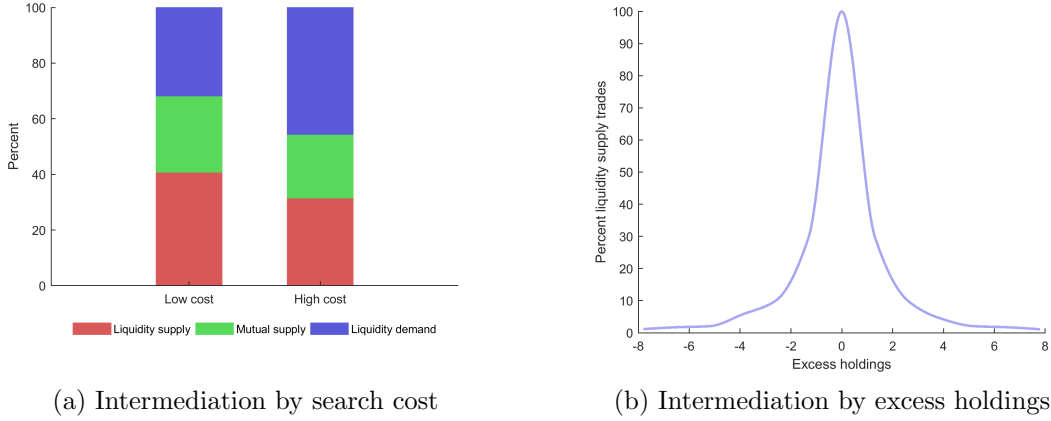 100
80
60
40
20
0
Percent
Low cost
High cost
Liquidity supply
Mutual supply
Liquidity demand
(a) Intermediation by search cost
100
90
80
70
60
50
40
30
20
10
0
Percent liquidity supply trades
-8
-6
-4
-2
0
2
4
6
8
Excess holdings
(b) Intermediation by excess holdings